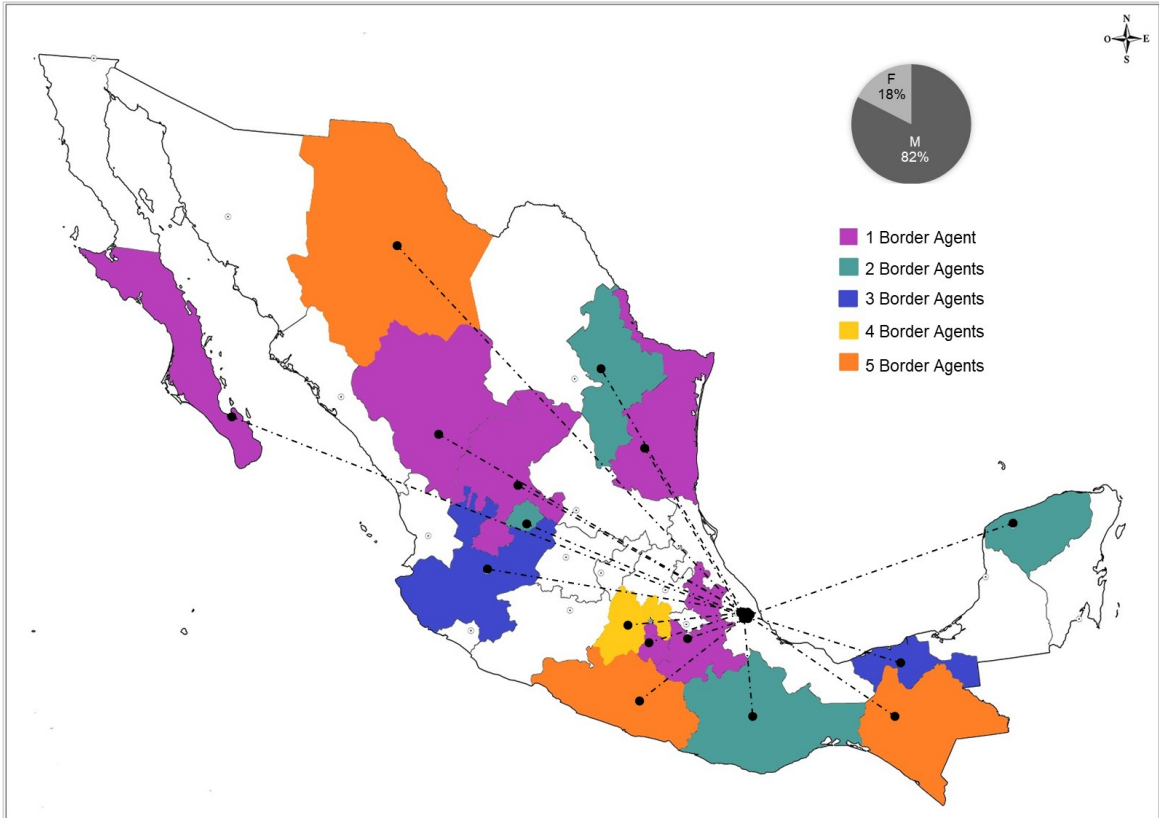 N
O E
S
F
18%
M
82%
1 Border Agent
2 Border Agents
3 Border Agents
4 Border Agents
5 Border Agents